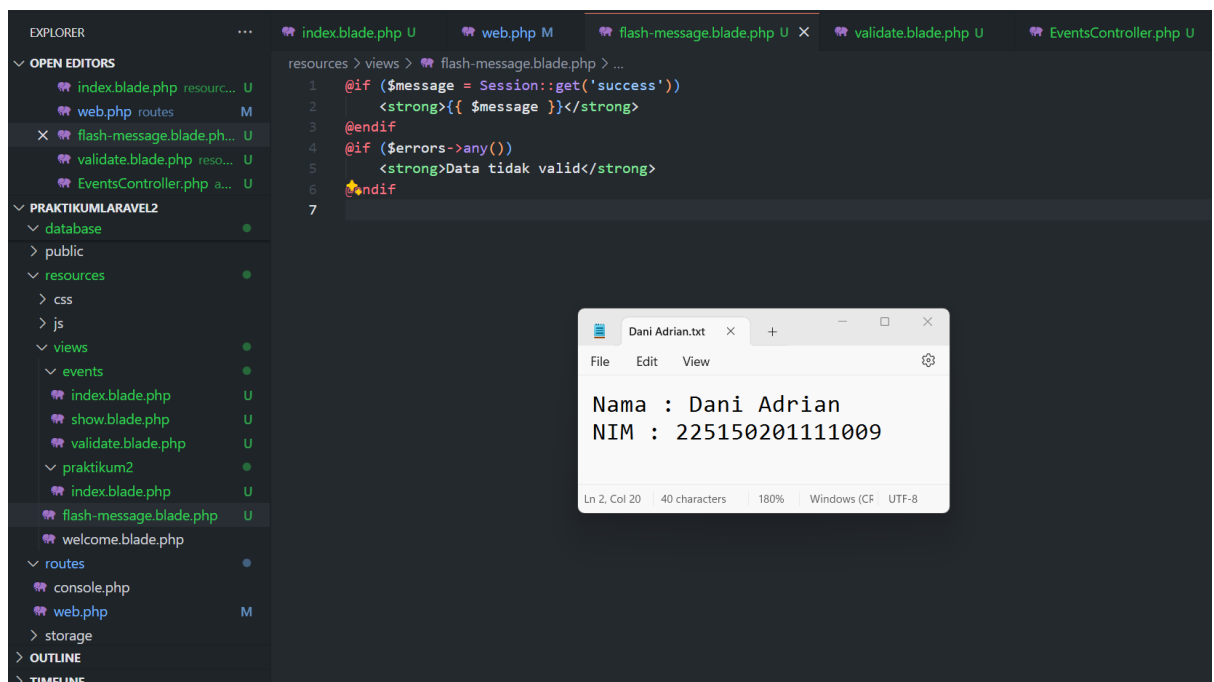 EXPLORER ...
OPEN EDITORS
index.blade.php resourc... U
web.php routes M
flash-message.blade.ph... U
validate.blade.php reso... U
EventsController.php a... U
PRAKTIKUMLARAVEL2
database
public
resources
css
js
views
events
index.blade.php U
show.blade.php U
validate.blade.php U
praktikum2
index.blade.php U
flash-message.blade.php U
welcome.blade.php
routes
console.php
web.php M
storage
OUTLINE
TIMELINE
index.blade.php U web.php M flash-message.blade.php U validate.blade.php U EventsController.php U
resources > views > flash-message.blade.php > ...
1 @if ($message = Session::get('success'))
2 <strong>{{ $message }}</strong>
3 @endif
4 @if ($errors->any())
5 <strong>Data tidak valid</strong>
6 @endif
7
Dani Adrian.txt
File Edit View
Nama : Dani Adrian
NIM : 225150201111009
Ln 2, Col 20 40 characters 180% Windows (CF UTF-8